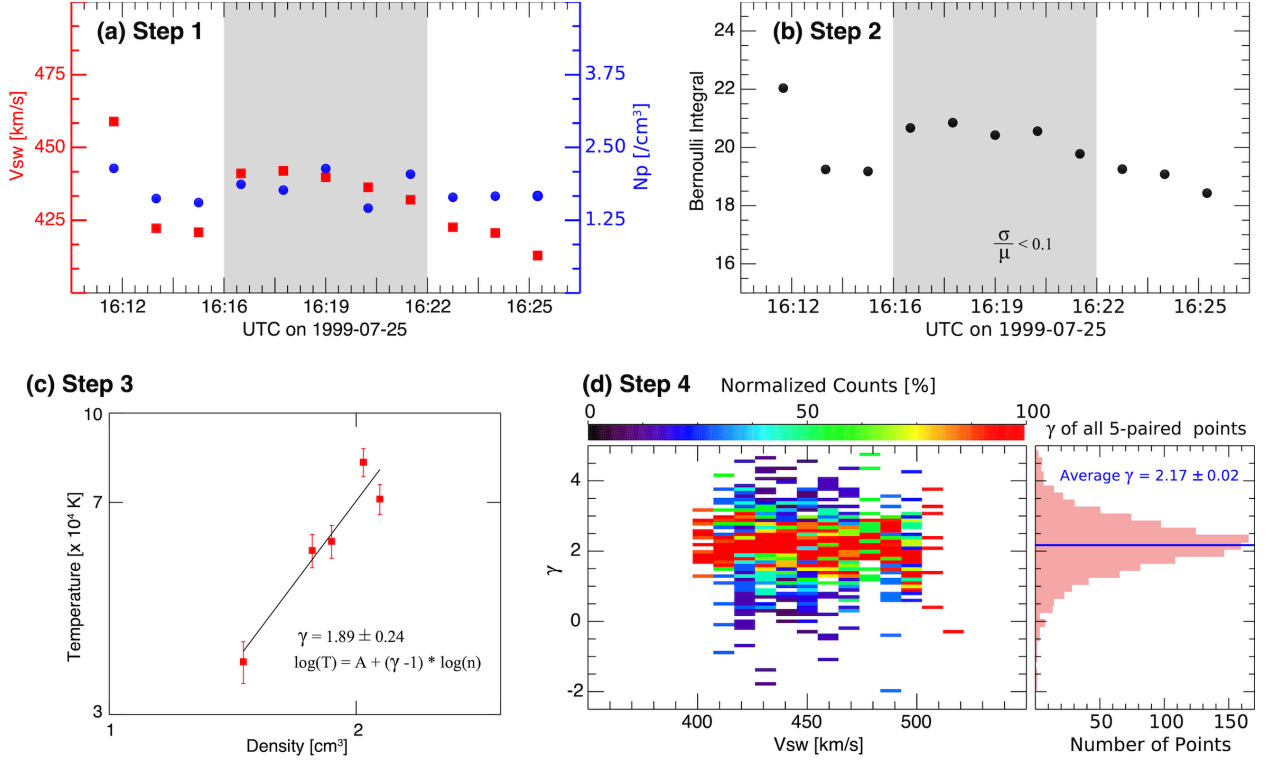 (a) Step 1
475
450
425
Vsw [km/s]
3.75
2.50
1.25
Np [/cm³]
16:12 16:16 16:19 16:22 16:25
UTC on 1999-07-25
(b) Step 2
24
22
20
18
16
Bernoulli Integral
σ
μ < 0.1
16:12 16:16 16:19 16:22 16:25
UTC on 1999-07-25
(c) Step 3
10
7
3
Temperature [x 10⁴ K]
γ = 1.89 ± 0.24
log(T) = A + (γ -1) * log(n)
1 2
Density [cm³]
(d) Step 4 Normalized Counts [%]
0 50 100
4
2
0
-2
γ
400 450 500
Vsw [km/s]
γ of all 5-paired points
Average γ = 2.17 ± 0.02
50 100 150
Number of Points